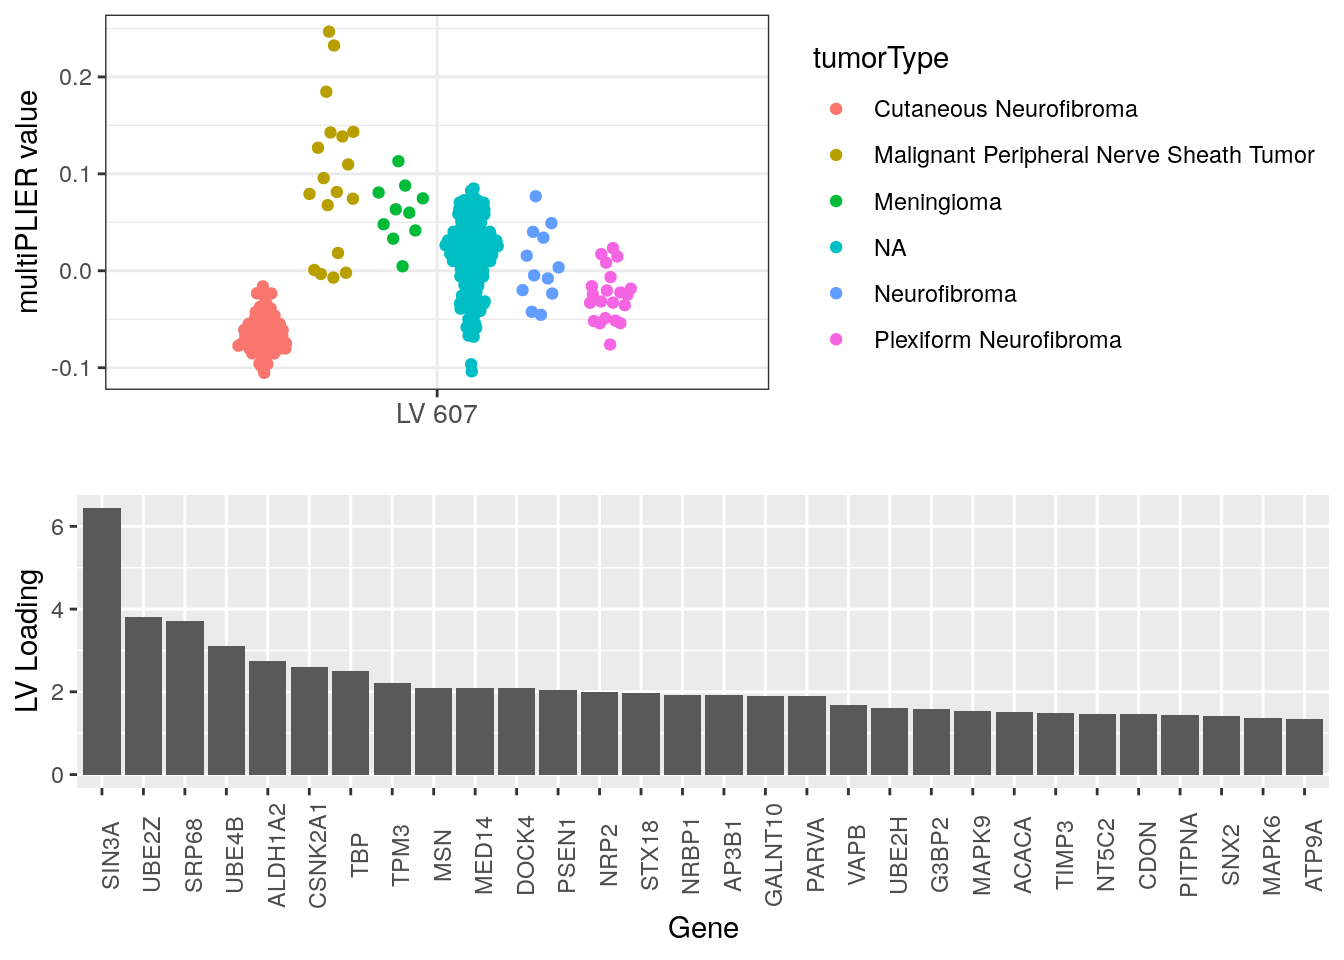 multiPLIER value
0.2
0.1
0.0
-0.1
LV 607
tumorType
Cutaneous Neurofibroma
Malignant Peripheral Nerve Sheath Tumor
Meningioma
NA
Neurofibroma
Plexiform Neurofibroma
LV Loading
6
4
2
0
SIN3A
UBE2Z
SRP68
UBE4B
ALDH1A2
CSNK2A1
TBP
TPM3
MSN
MED14
DOCK4
PSEN1
NRP2
STX18
NRBP1
AP3B1
GALNT10
PARVA
VAPB
UBE2H
G3BP2
MAPK9
ACACA
TIMP3
NT5C2
CDON
PITPNA
SNX2
MAPK6
ATP9A
Gene